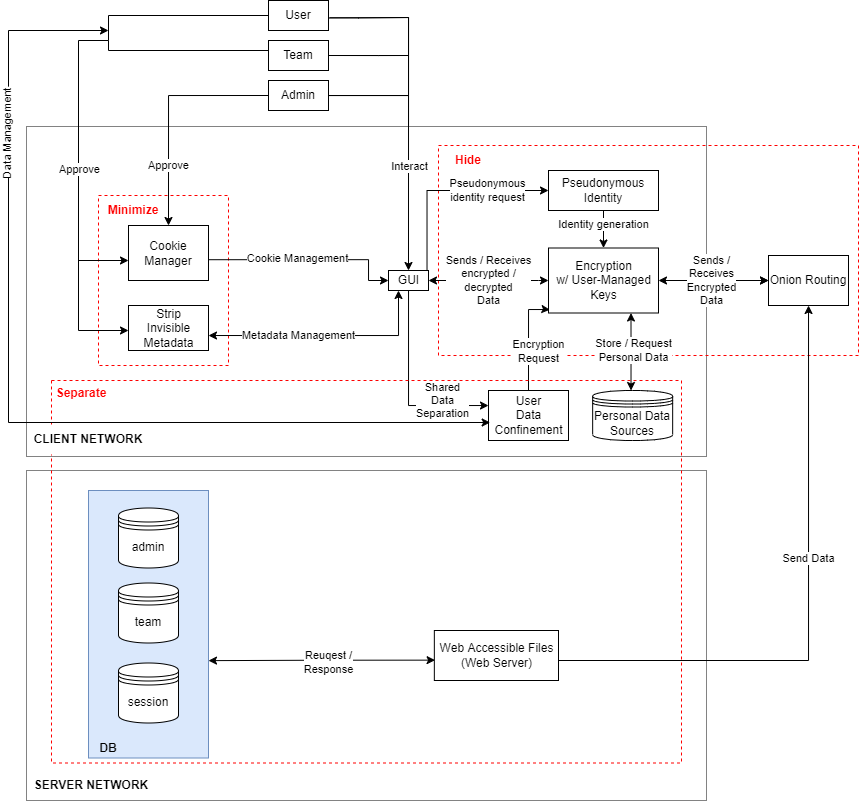 User
Team
Admin
Data Management
Approve
Approve
Interact
Hide
Pseudonymous
identity request
Pseudonymous
Identity
Identity generation
Minimize
Cookie
Manager
Cookie Management
GUI
Sends / Receives
encrypted /
decrypted
Data
Encryption
w/ User-Managed
Keys
Sends /
Receives
Encrypted
Data
Onion Routing
Strip
Invisible
Metadata
Metadata Management
Encryption
Request
Store / Request
Personal Data
Separate
Shared
Data
Separation
User
Data
Confinement
Personal Data
Sources
CLIENT NETWORK
admin
team
session
DB
Reuqest /
Response
Web Accessible Files
(Web Server)
Send Data
SERVER NETWORK